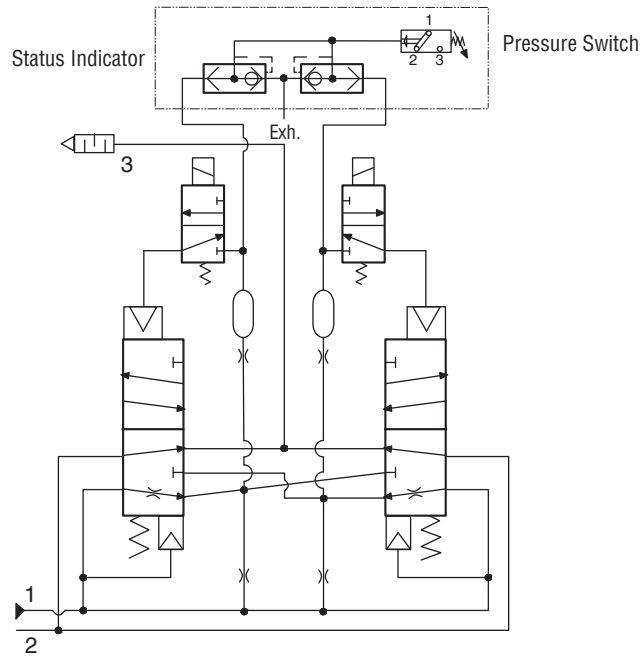 1
Pressure Switch
Status Indicator
2 3
Exh.
3
1
2